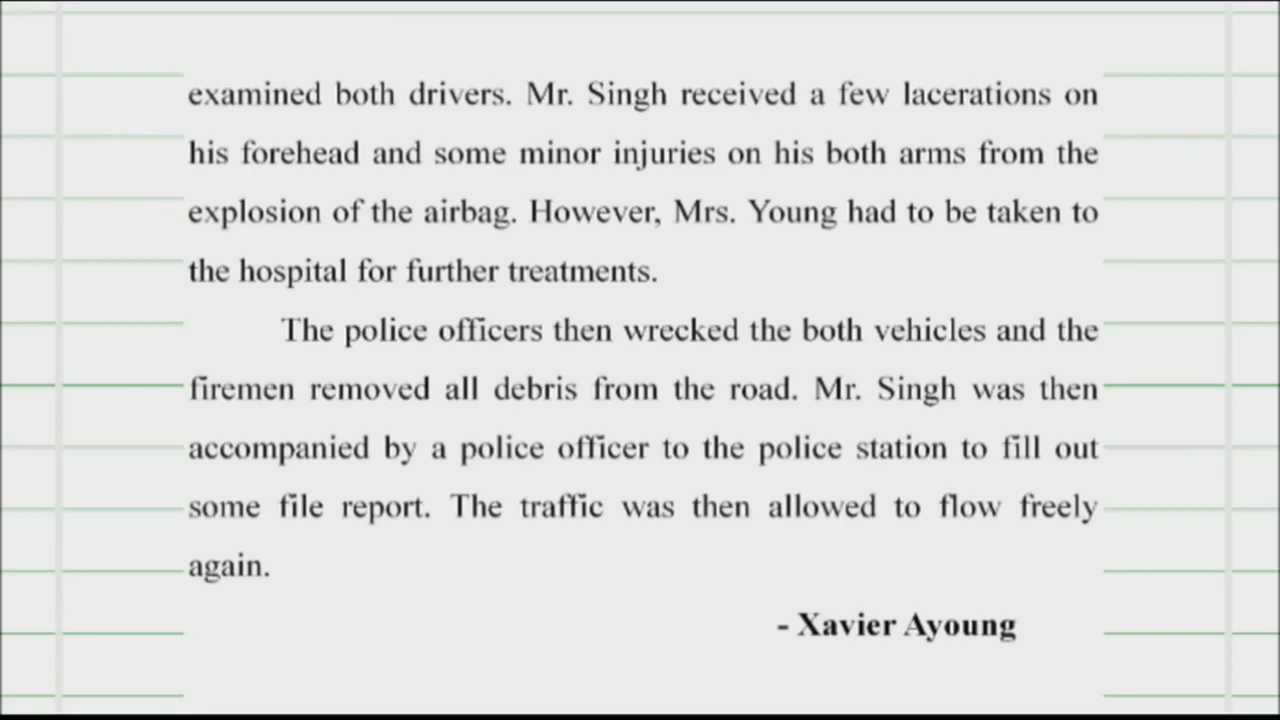 examined both drivers. Mr. Singh received a few lacerations on
his forehead and some minor injuries on his both arms from the
explosion of the airbag. However, Mrs. Young had to be taken to
the hospital for further treatments.
The police officers then wrecked the both vehicles and the
firemen removed all debris from the road. Mr. Singh was then
accompanied by a police officer to the police station to fill out
some file report. The traffic was then allowed to flow freely
again.
- Xavier Ayoung